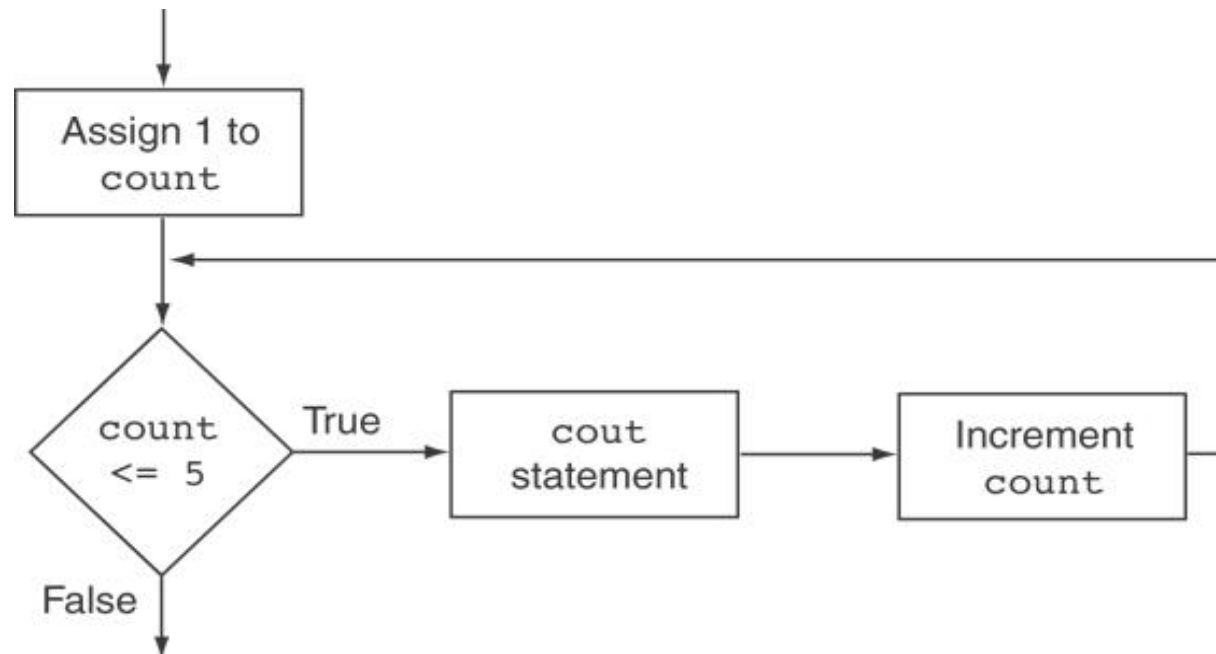 Assign 1 to
count
count
<= 5
True
cout
statement
Increment
count
False